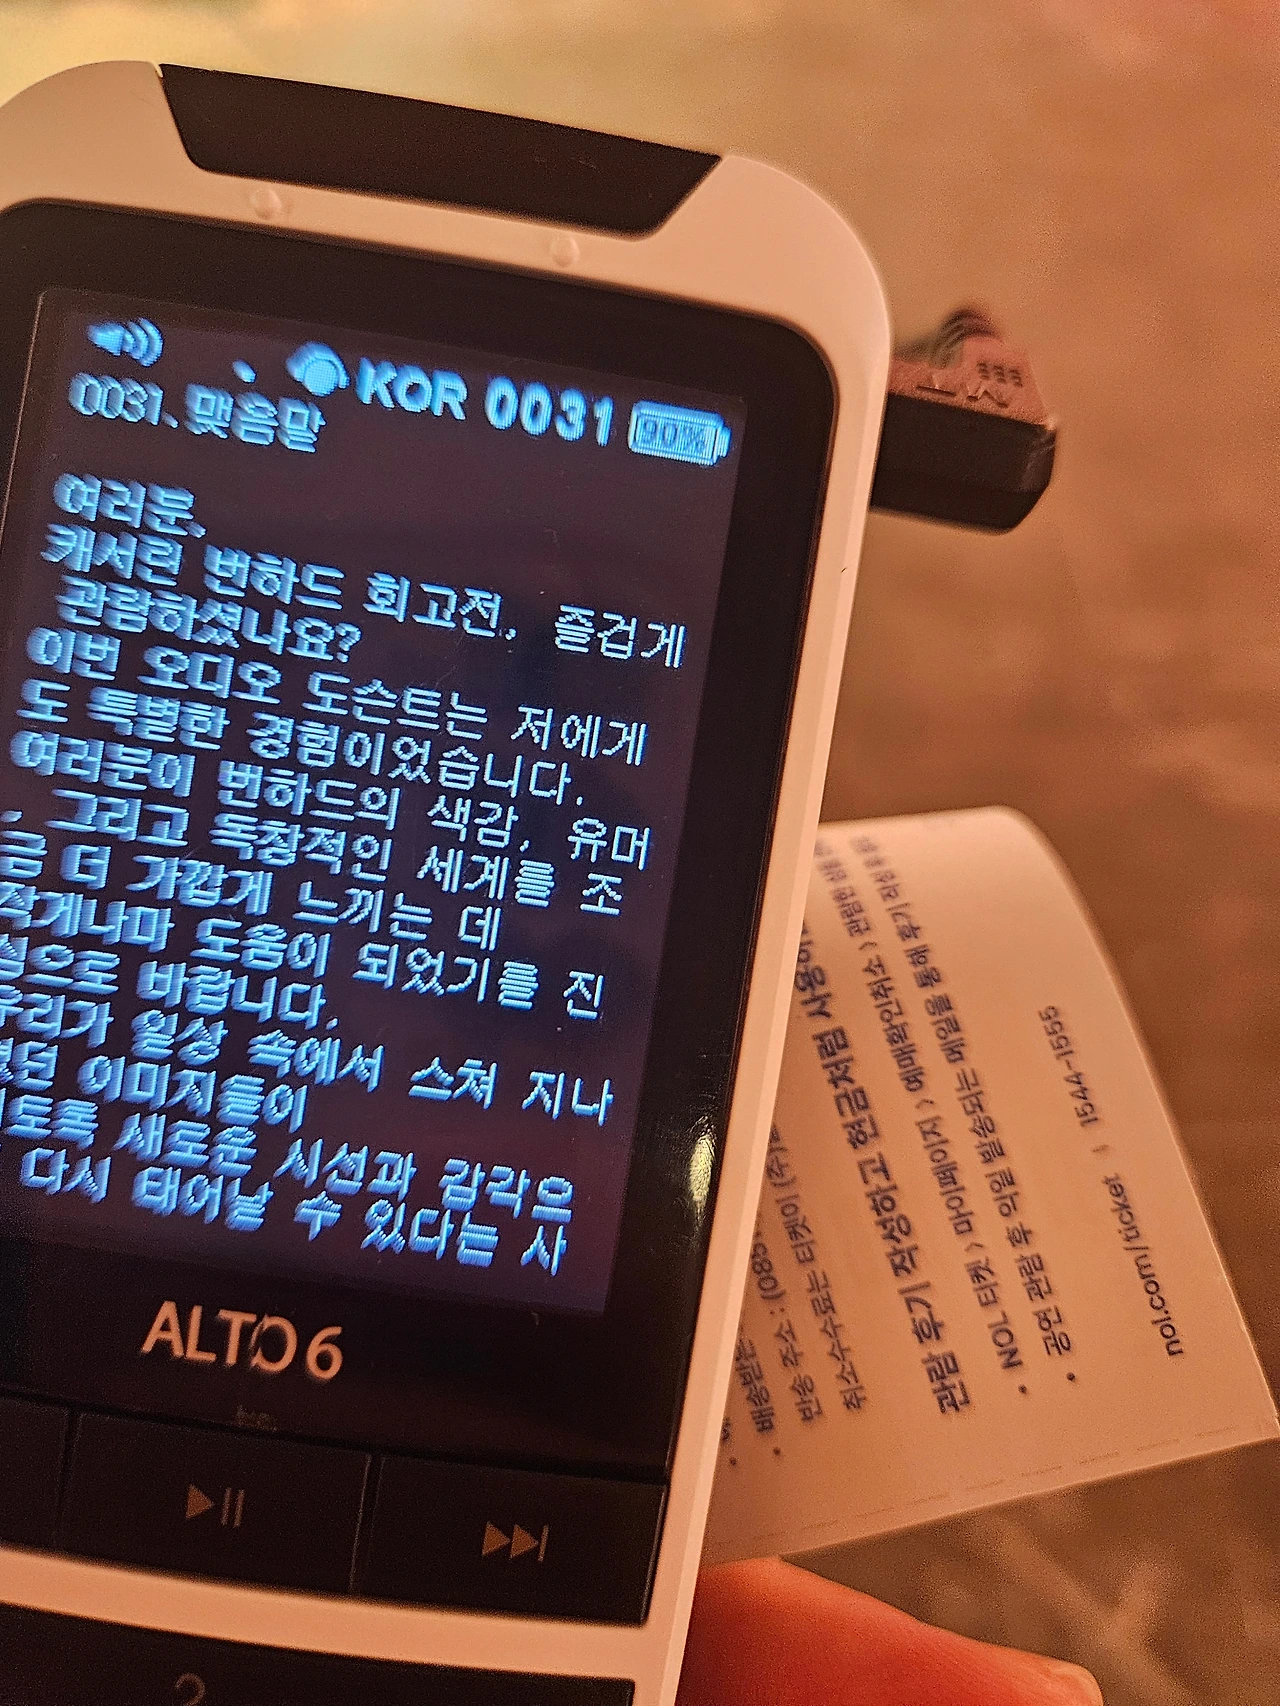 KOR 0031 90%
0031.맺음말
여러분,
캐서린 번하드 회고전, 즐겁게
관람하셨나요?
이번 오디오 도슨트는 저에게
도 특별한 경험이었습니다.
여러분이 번하드의 색감, 유머
, 그리고 독창적인 세계를 조
금 더 가깝게 느끼는 데
작게나마 도움이 되었기를 진
심으로 바랍니다.
우리가 일상 속에서 스쳐 지나
던 이미지들이
이토록 새로운 시선과 감각으
다시 태어날 수 있다는 사
ALTO6
2
반송 주소 : (085
취소수수료는 티켓이 (수
관람 후기 작성하고 현금처럼 사용하
• NOL 티켓 > 마이페이지 > 예매확인취소 > 관람한
• 공연 관람 후 익일 발송되는 메일을 통해 후기 작성
nol.com/ticket | 1544-1555